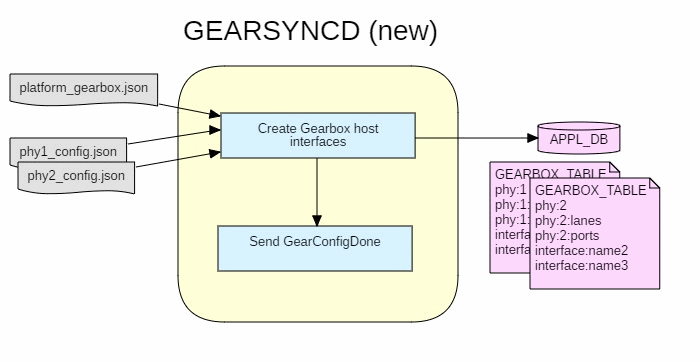 GEARSYNCD (new)
platform_gearbox.json
phy1_config.json
phy2_config.json
Create Gearbox host
interfaces
Send GearConfigDone
APPL_DB
GEARBOX_TABLE
phy:1
phy:1:
phy:1:
interfa
interfa
GEARBOX_TABLE
phy:2
phy:2:lanes
phy:2:ports
interface:name2
interface:name3